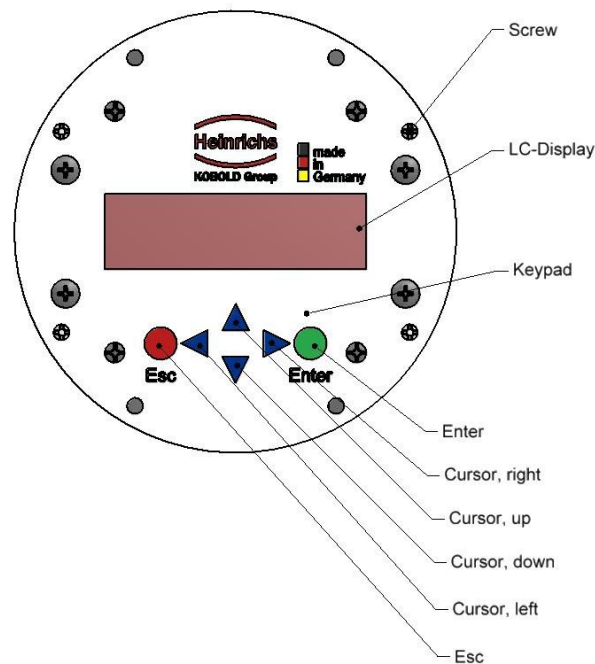 Screw
Heinrichs
KOBOLD Group
made
in
Germany
LC-Display
Keypad
Esc
Enter
Enter
Cursor, right
Cursor, up
Cursor, down
Cursor, left
Esc